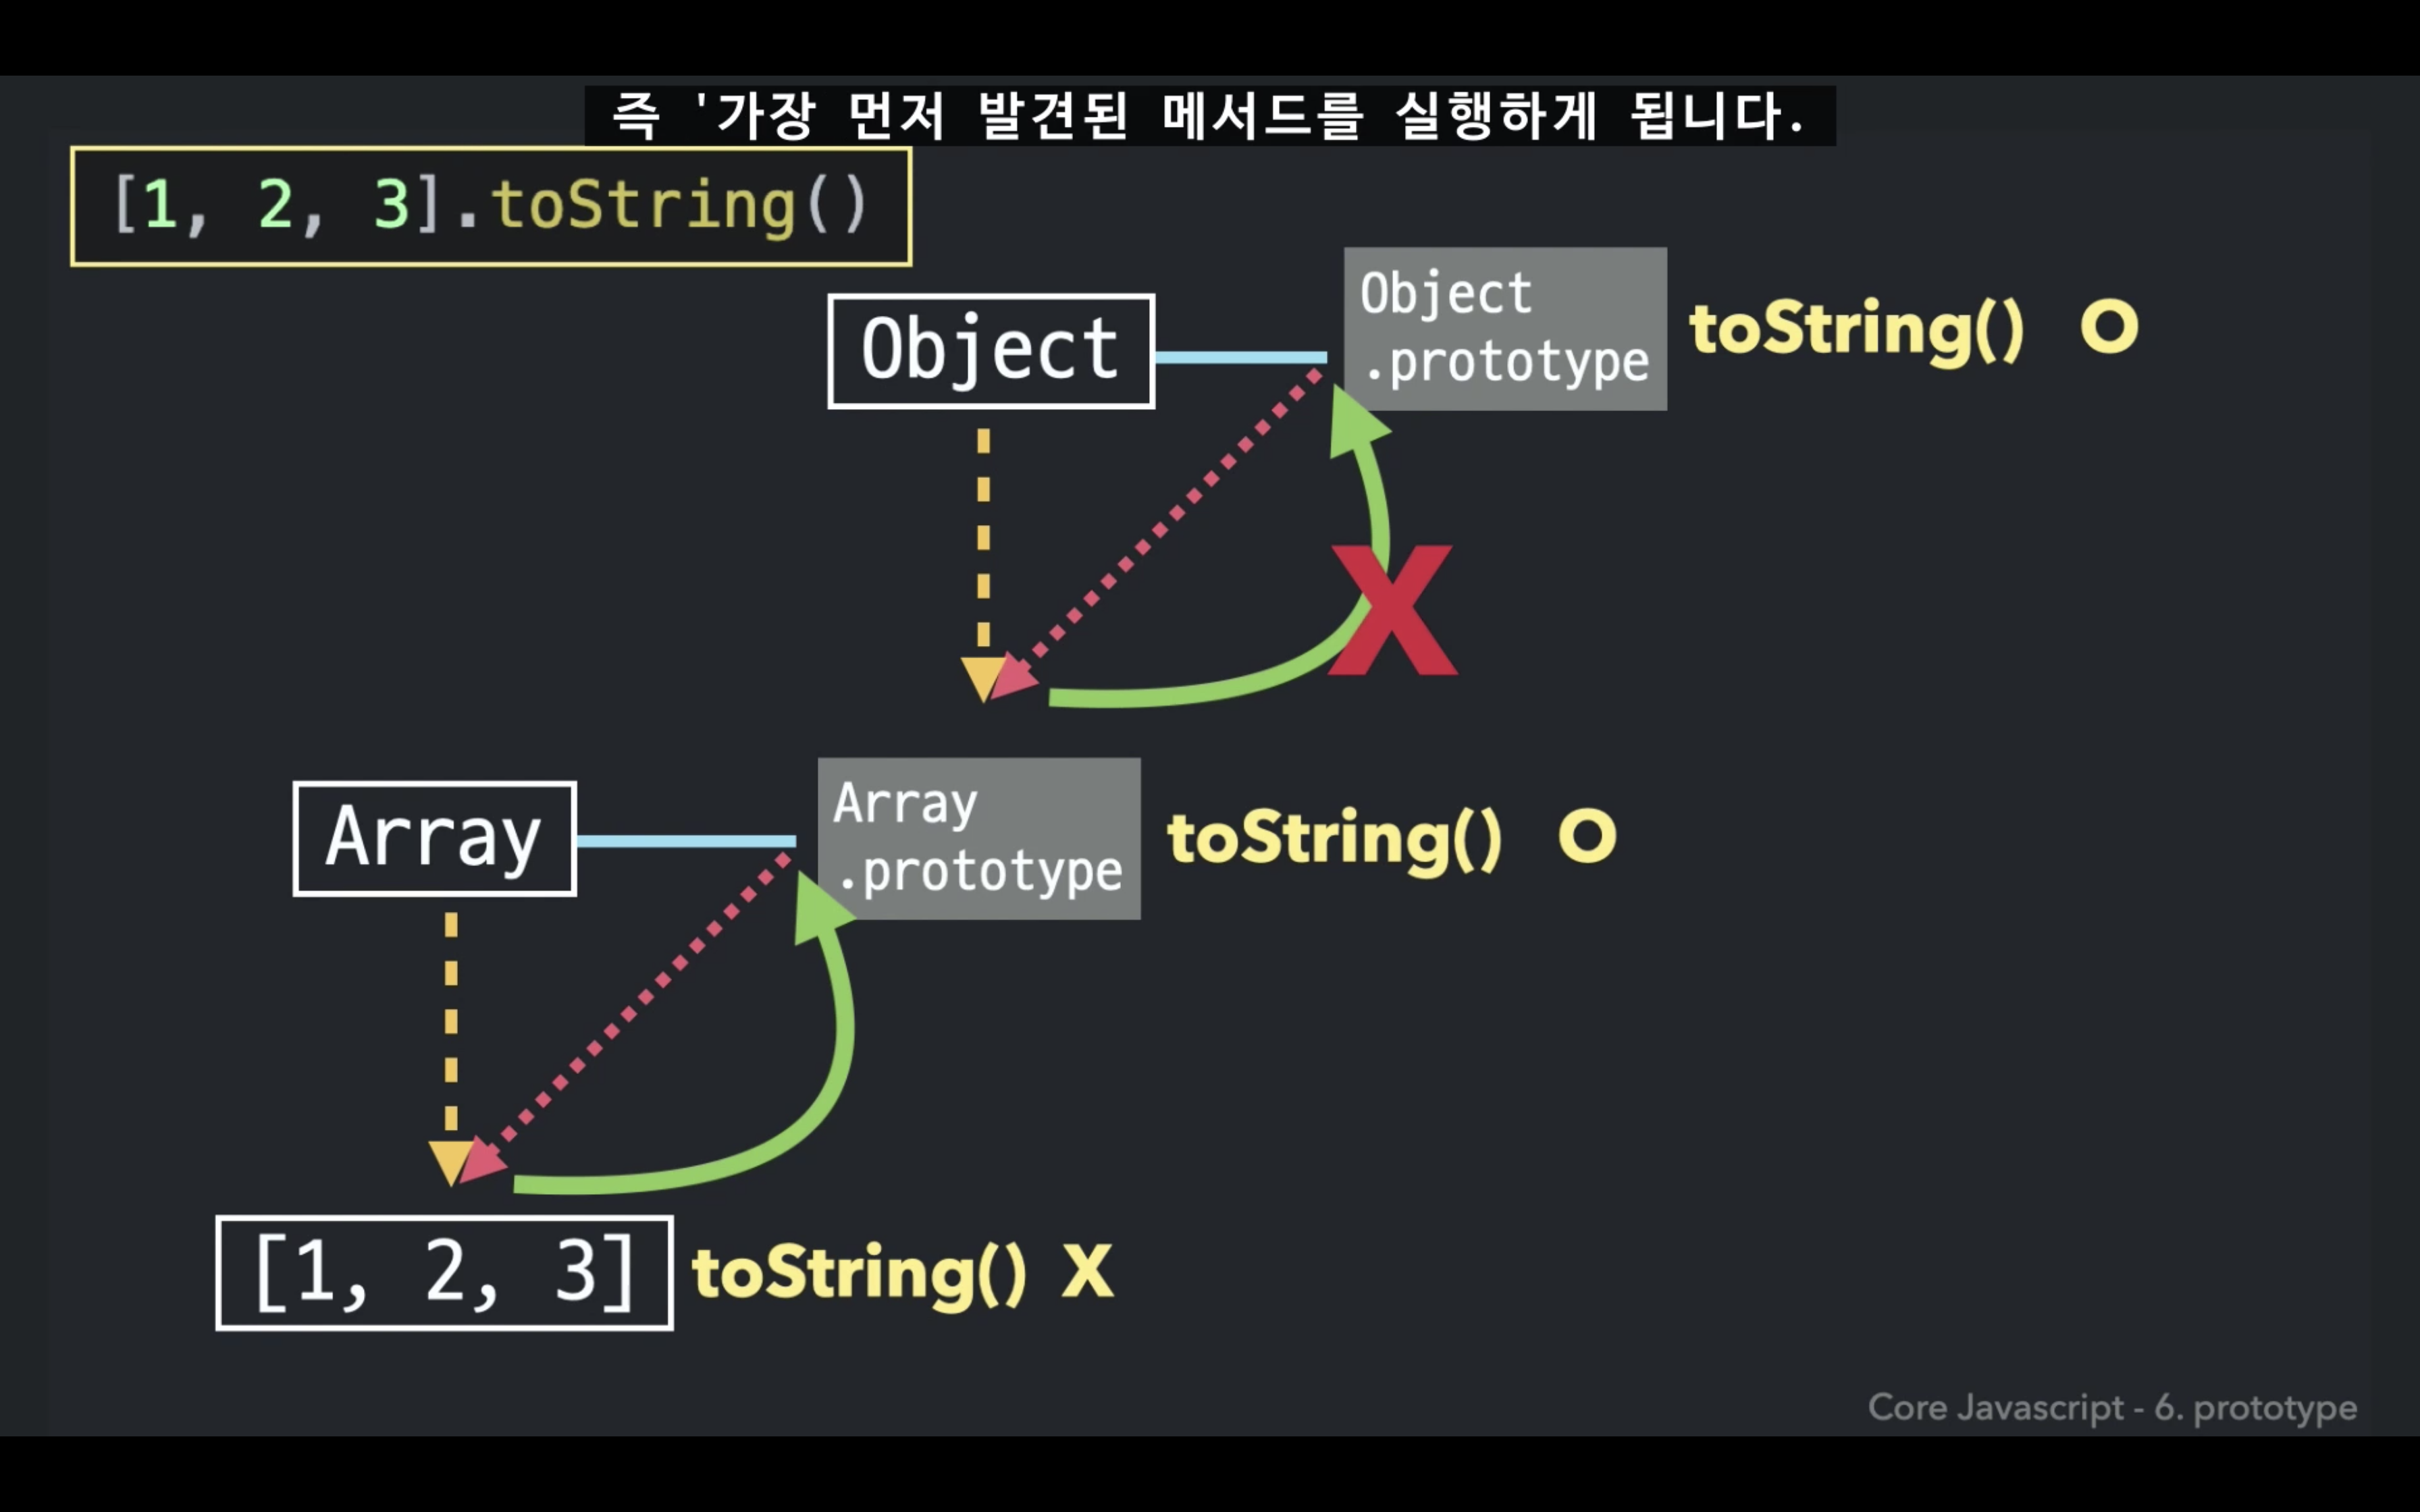 즉 '가장 먼저 발견된 메서드를 실행하게 됩니다.
[1, 2, 3].toString()
Object
Object
.prototype
toString() O
X
Array
Array
.prototype
toString() O
[1, 2, 3]
toString() X
Core Javascript - 6. prototype